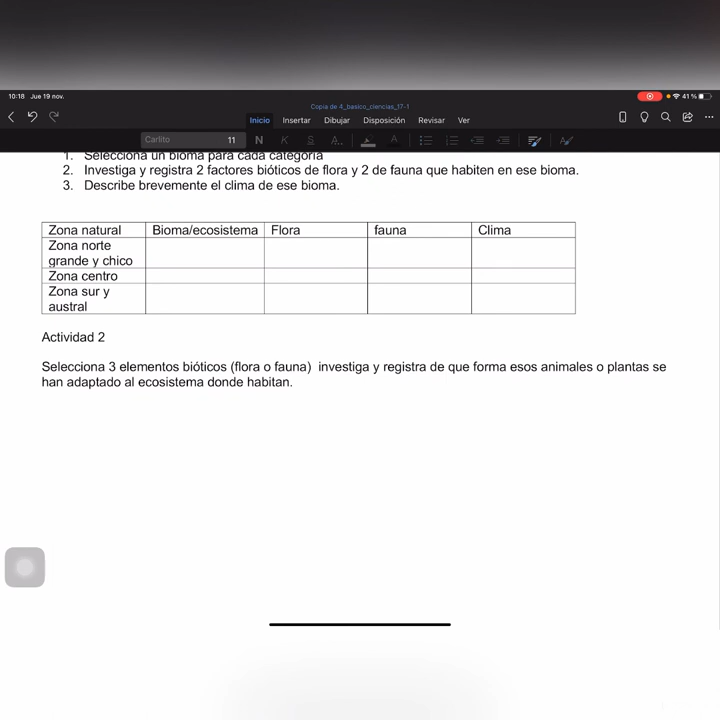 10:18 Jue 19 nov.
41 %
Copia de 4_basico_ciencias_17-1
Inicio Insertar Dibujar Disposición Revisar Ver
Carlito 11 N K S A...
1. Selecciona un bioma para cada categoría
2. Investiga y registra 2 factores bióticos de flora y 2 de fauna que habiten en ese bioma.
3. Describe brevemente el clima de ese bioma.
Zona natural Bioma/ecosistema Flora fauna Clima
Zona norte
grande y chico
Zona centro
Zona sur y
austral
Actividad 2
Selecciona 3 elementos bióticos (flora o fauna) investiga y registra de que forma esos animales o plantas se
han adaptado al ecosistema donde habitan.